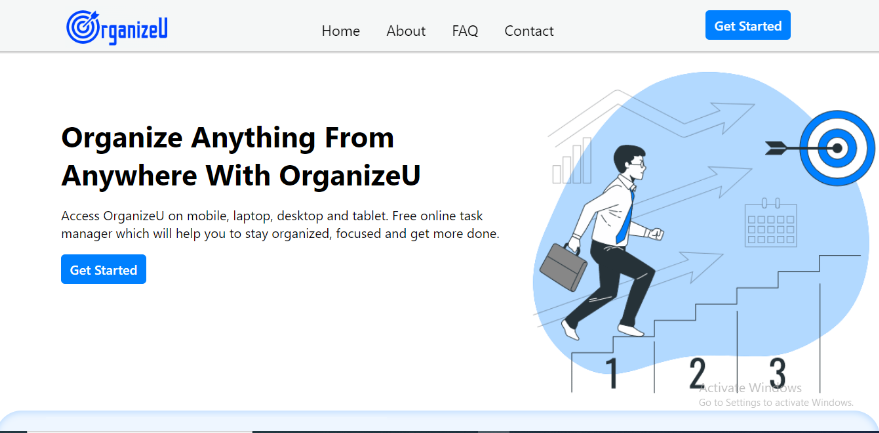 OrganizeU
Home About FAQ Contact
Get Started
Organize Anything From
Anywhere With OrganizeU
Access OrganizeU on mobile, laptop, desktop and tablet. Free online task
manager which will help you to stay organized, focused and get more done.
Get Started
1 2 3
Activate Windows
Go to Settings to activate Windows.